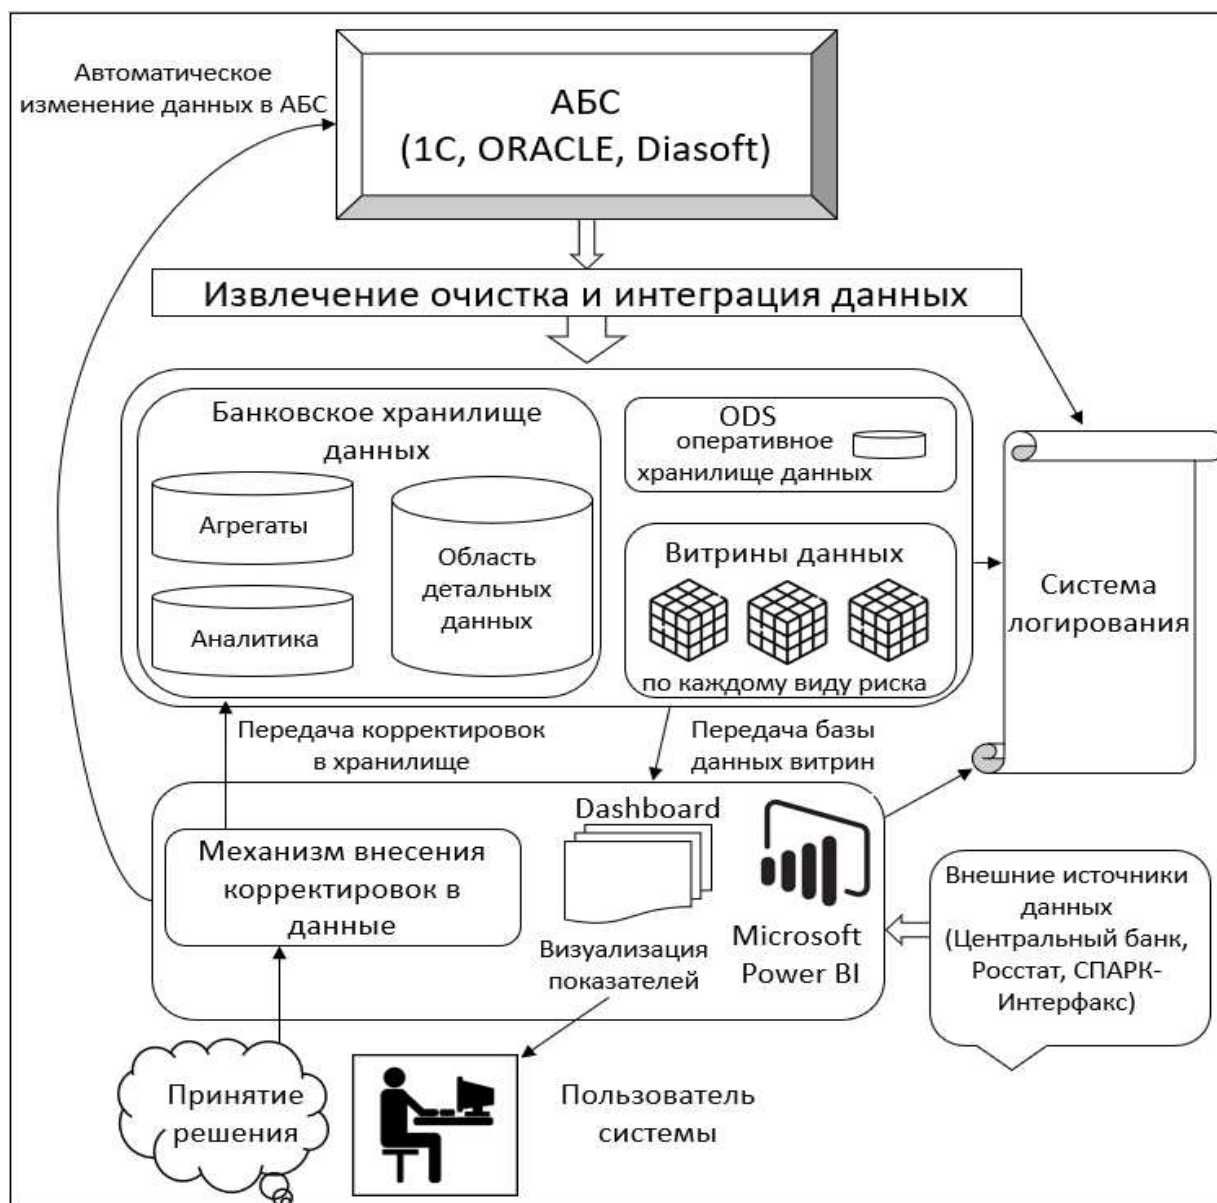 Автоматическое
изменение данных в АБС
АБС
(1С, ORACLE, Diasoft)
Извлечение очистка и интеграция данных
Банковское хранилище
данных
Агрегаты
Аналитика
Область
детальных
данных
ODS
оперативное
хранилище данных
Витрины данных
по каждому виду риска
Система
логирования
Передача корректировок
в хранилище
Передача базы
данных витрин
Механизм внесения
корректировок в
данные
Dashboard
Визуализация
показателей
Microsoft
Power BI
Внешние источники
данных
(Центральный банк,
Росстат, СПАРК-
Интерфакс)
Принятие
решения
Пользователь
системы